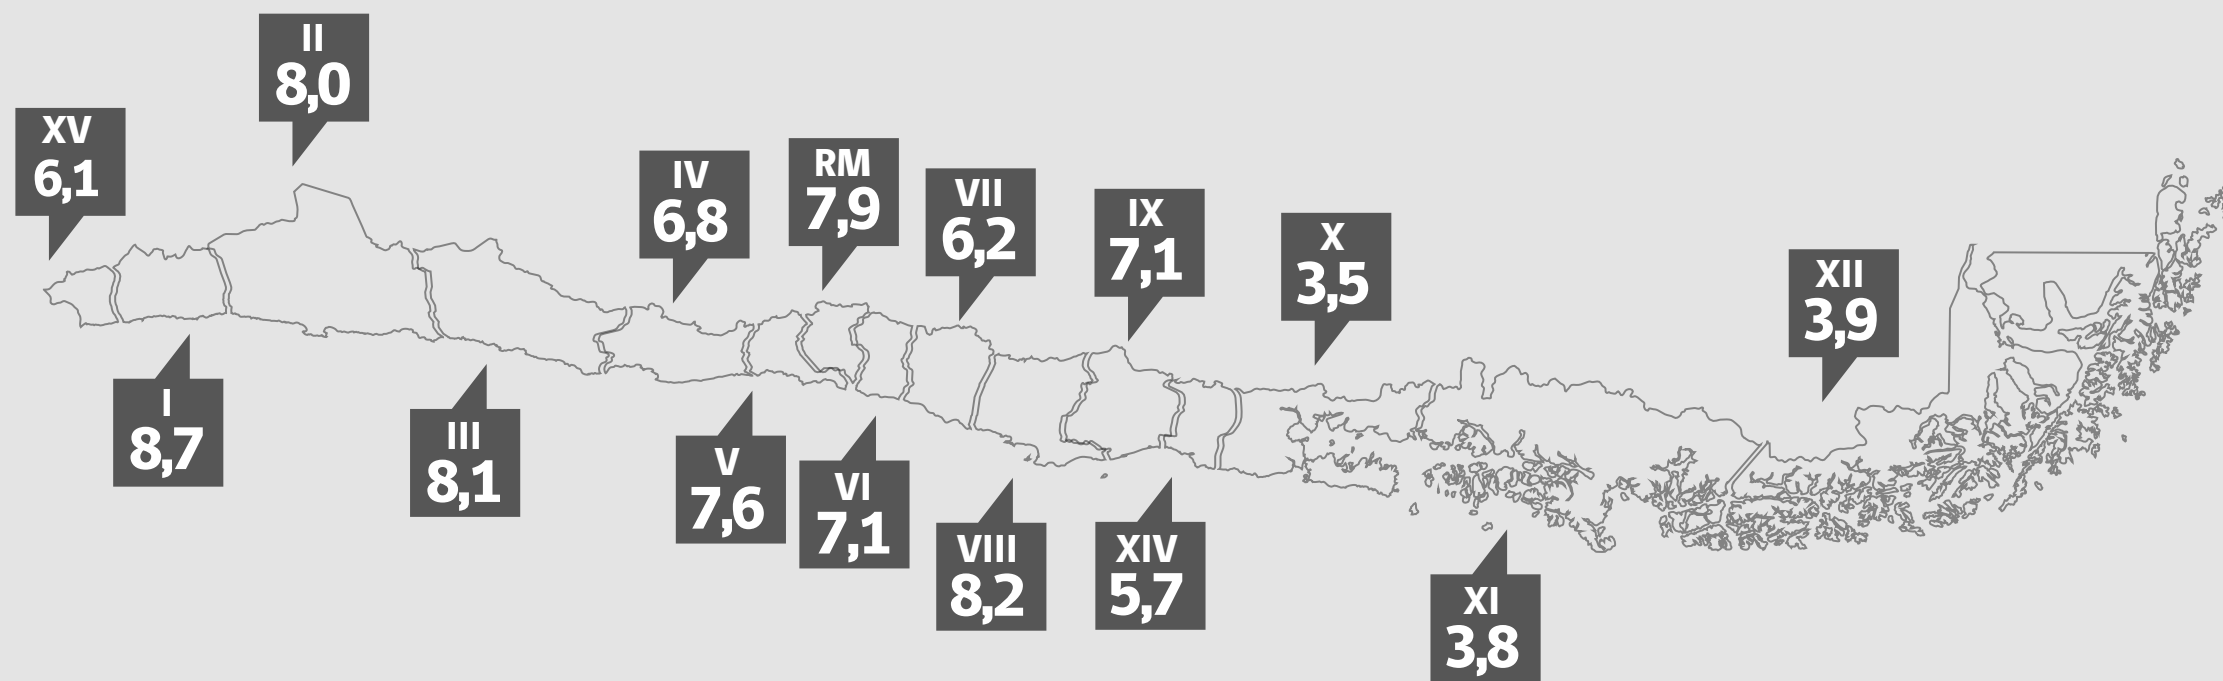 XV
6,1
I
8,7
II
8,0
III
8,1
IV
6,8
V
7,6
RM
7,9
VI
7,1
VII
6,2
VIII
8,2
IX
7,1
XIV
5,7
X
3,5
XI
3,8
XII
3,9